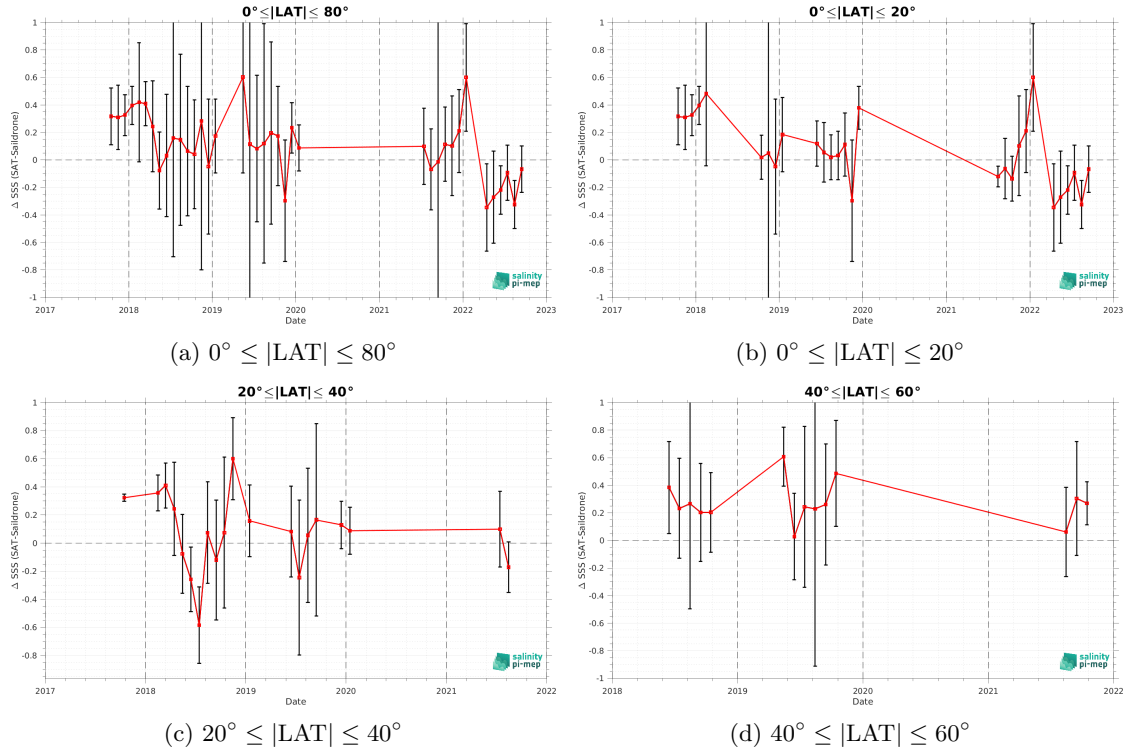 0°≤|LAT|≤ 80°
1
0.8
0.6
0.4
0.2
0
-0.2
-0.4
-0.6
-0.8
-1
Δ SSS (SAT-Saildrone)
2017 2018 2019 2020 2021 2022 2023
Date
salinity
pi-mep
(a) 0° ≤ |LAT| ≤ 80°
0°≤|LAT|≤ 20°
1
0.8
0.6
0.4
0.2
0
-0.2
-0.4
-0.6
-0.8
-1
Δ SSS (SAT-Saildrone)
2017 2018 2019 2020 2021 2022 2023
Date
salinity
pi-mep
(b) 0° ≤ |LAT| ≤ 20°
20°≤|LAT|≤ 40°
1
0.8
0.6
0.4
0.2
0
-0.2
-0.4
-0.6
-0.8
Δ SSS (SAT-Saildrone)
2017 2018 2019 2020 2021 2022
Date
salinity
pi-mep
(c) 20° ≤ |LAT| ≤ 40°
40°≤|LAT|≤ 60°
1
0.8
0.6
0.4
0.2
0
-0.2
-0.4
-0.6
-0.8
-1
Δ SSS (SAT-Saildrone)
2018 2019 2020 2021 2022
Date
salinity
pi-mep
(d) 40° ≤ |LAT| ≤ 60°